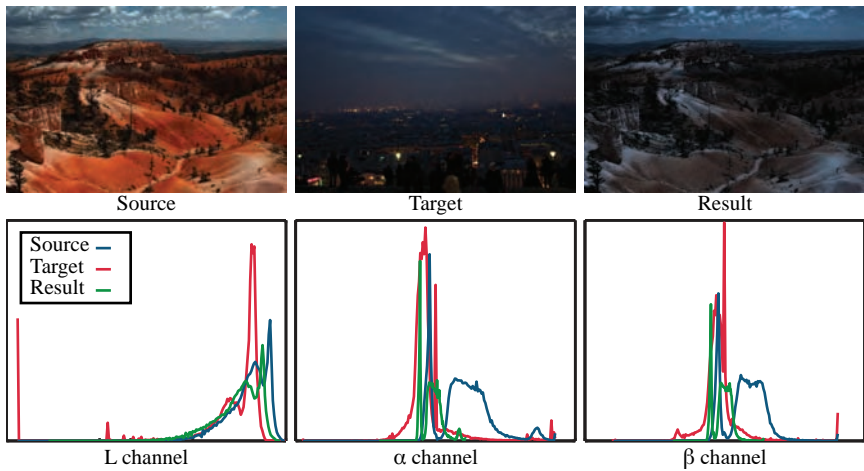 Source
Target
Result
Source
Target
Result
L channel
α channel
β channel